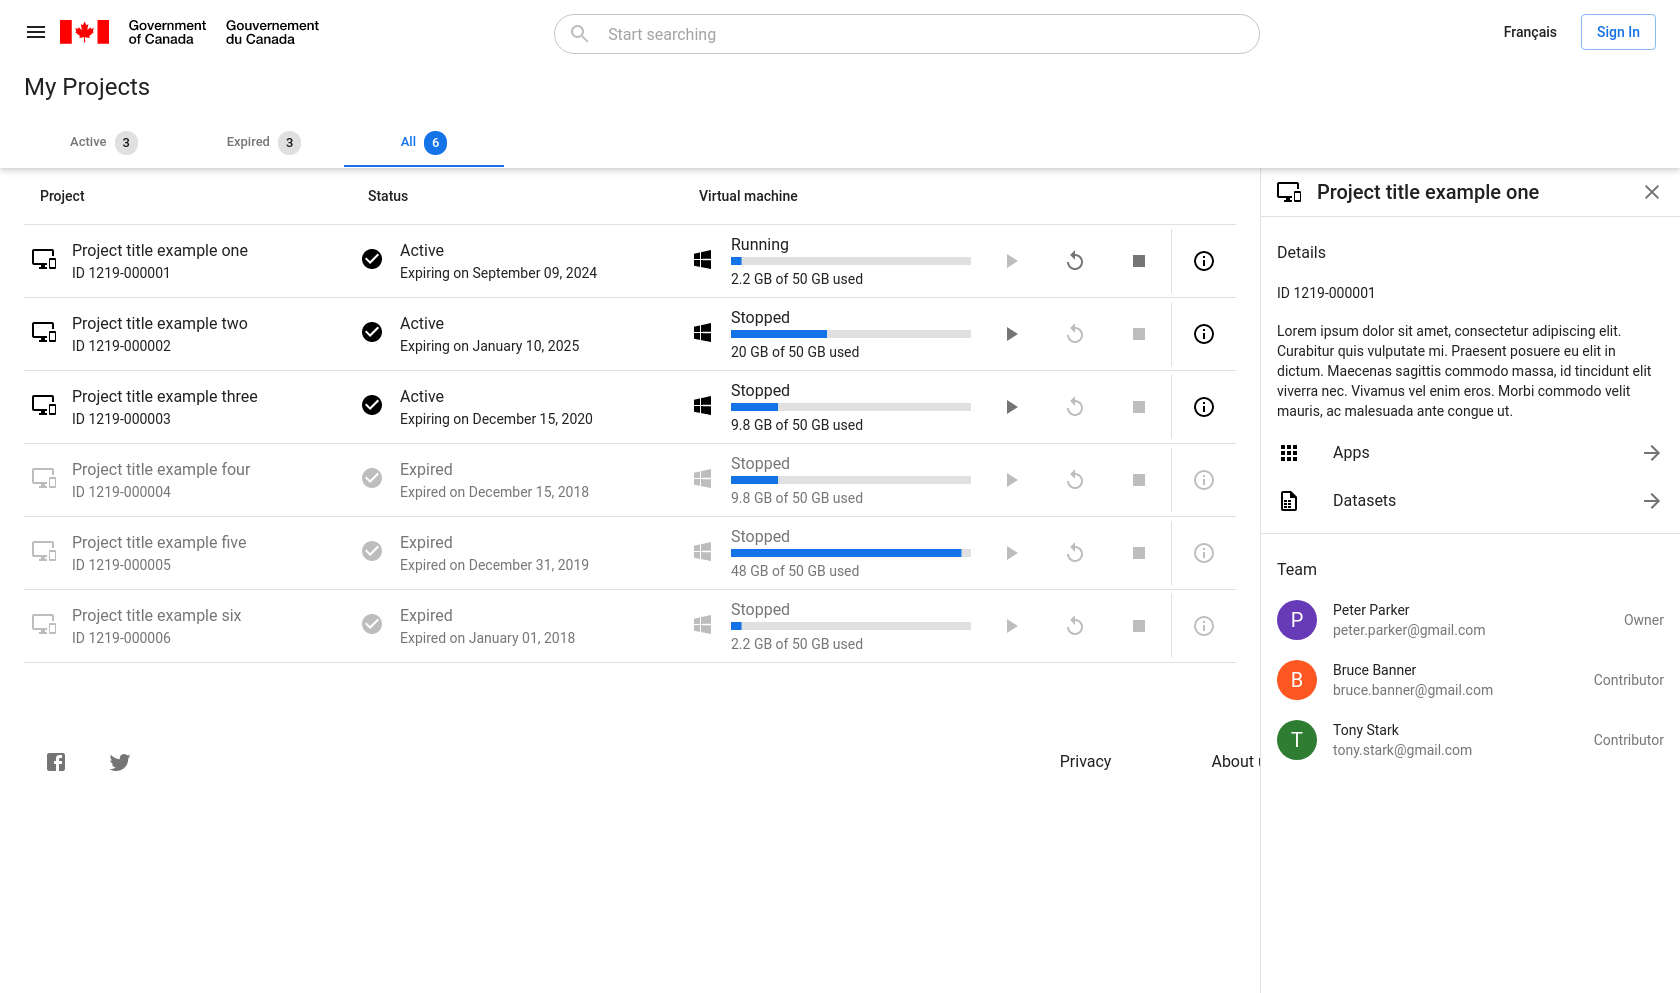 Government of Canada
Gouvernement du Canada
Start searching
Français
Sign In
My Projects
Active 3
Expired 3
All 6
Project
Status
Virtual machine
Project title example one
ID 1219-000001
Active
Expiring on September 09, 2024
Running
2.2 GB of 50 GB used
Project title example two
ID 1219-000002
Active
Expiring on January 10, 2025
Stopped
20 GB of 50 GB used
Project title example three
ID 1219-000003
Active
Expiring on December 15, 2020
Stopped
9.8 GB of 50 GB used
Project title example four
ID 1219-000004
Expired
Expired on December 15, 2018
Stopped
9.8 GB of 50 GB used
Project title example five
ID 1219-000005
Expired
Expired on December 31, 2019
Stopped
48 GB of 50 GB used
Project title example six
ID 1219-000006
Expired
Expired on January 01, 2018
Stopped
2.2 GB of 50 GB used
Privacy
About
Project title example one
Details
ID 1219-000001
Lorem ipsum dolor sit amet, consectetur adipiscing elit.
Curabitur quis vulputate mi. Praesent posuere eu elit in
dictum. Maecenas sagittis commodo massa, id tincidunt elit
viverra nec. Vivamus vel enim eros. Morbi commodo velit
mauris, ac malesuada ante congue ut.
Apps
Datasets
Team
P
Peter Parker
peter.parker@gmail.com
Owner
B
Bruce Banner
bruce.banner@gmail.com
Contributor
T
Tony Stark
tony.stark@gmail.com
Contributor